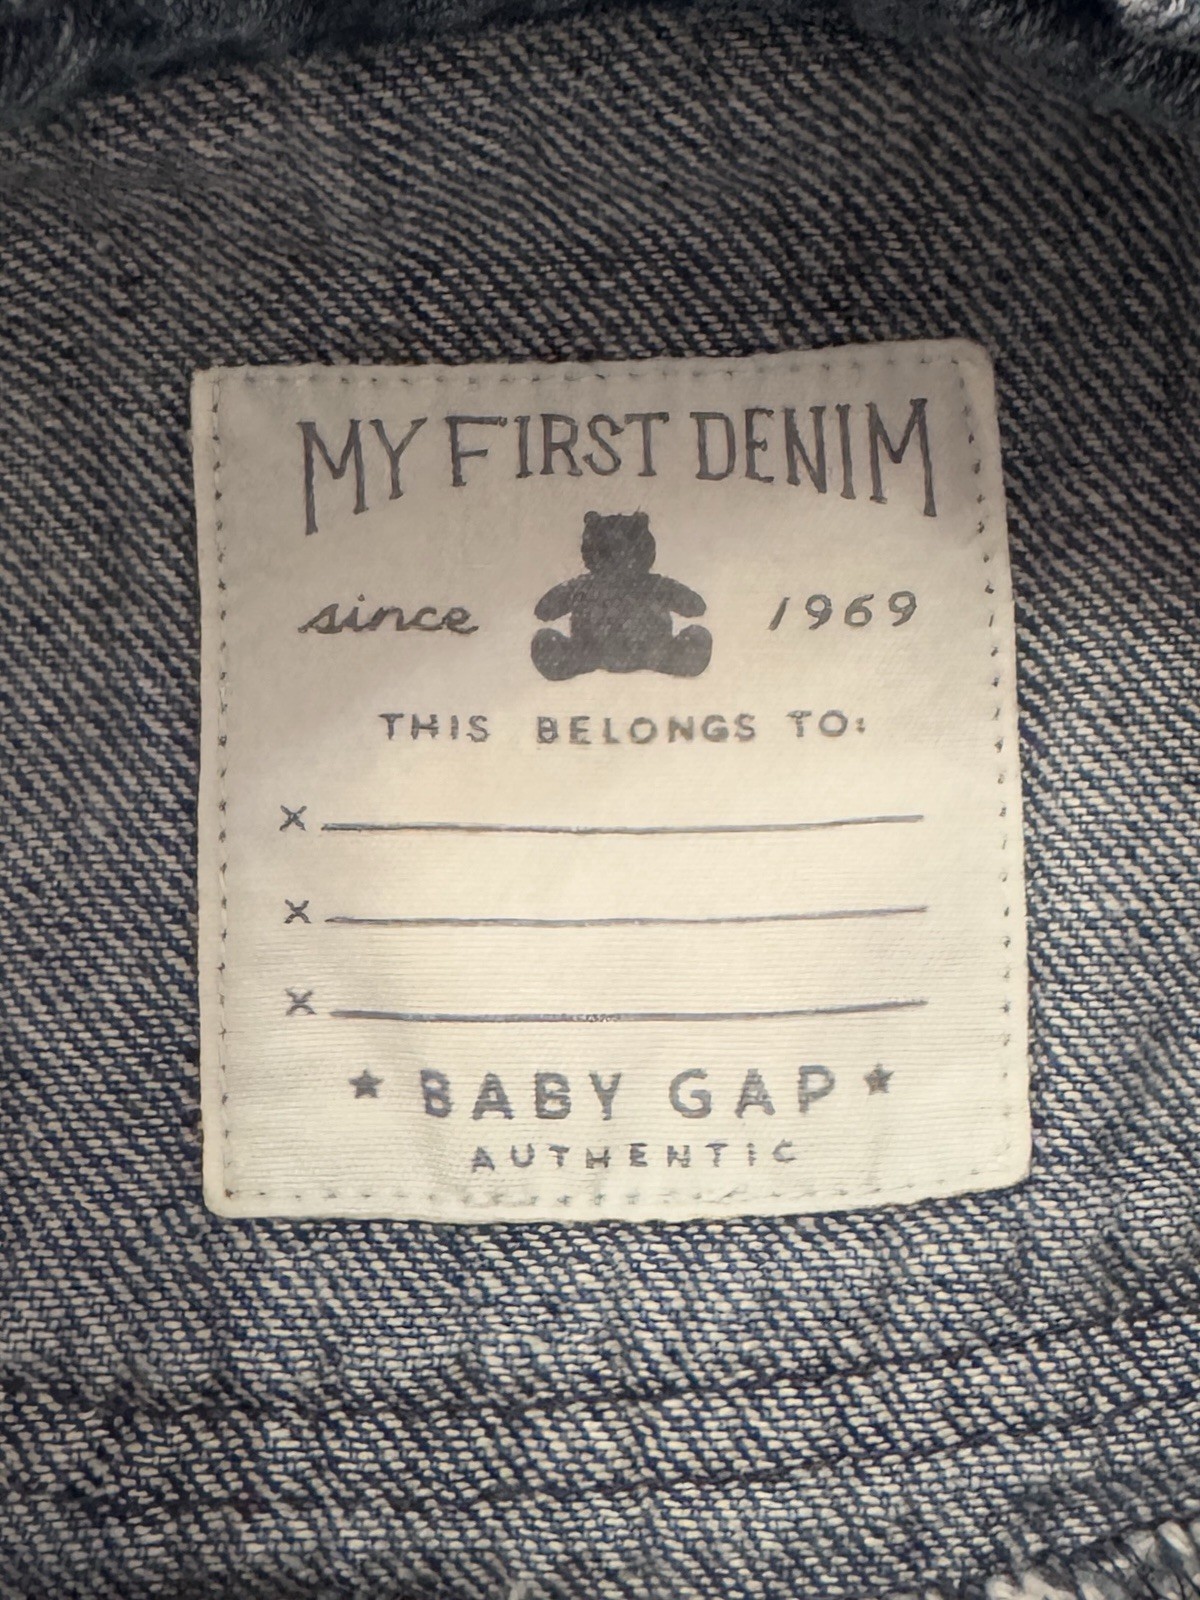 MY FIRST DENIM
since 1969
THIS BELONGS TO:
x
x
x
★ BABY GAP ★
AUTHENTIC